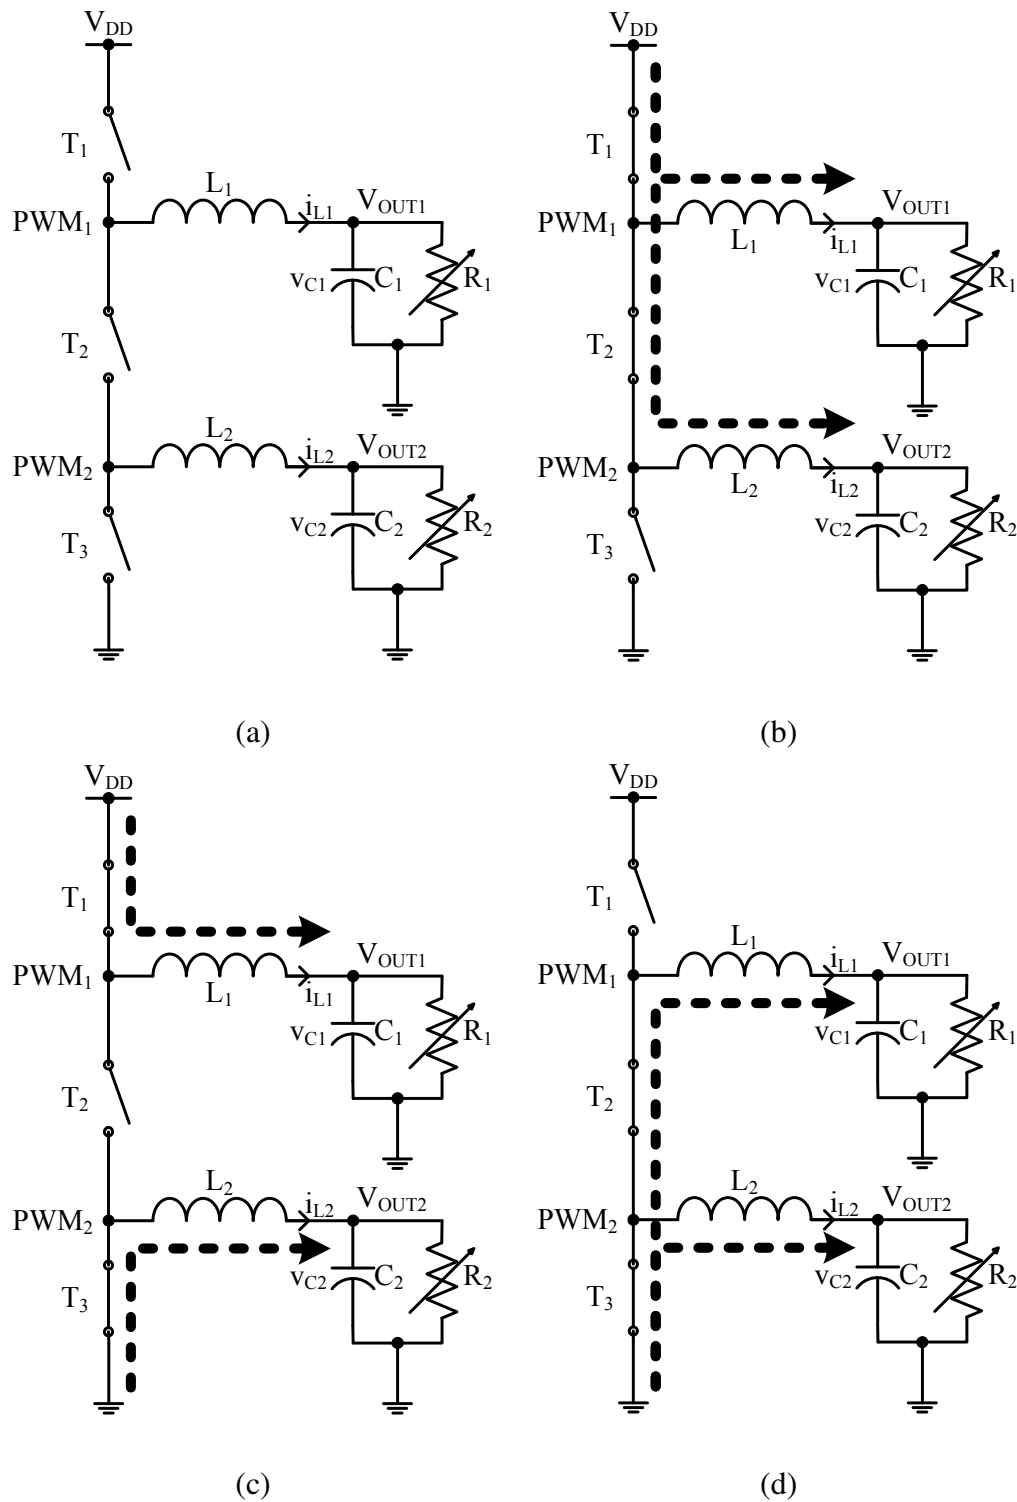 V_DD
T_1
L_1
PWM_1
i_L1
V_OUT1
v_C1
C_1
R_1
T_2
L_2
PWM_2
i_L2
V_OUT2
v_C2
C_2
R_2
T_3
(a)
V_DD
T_1
PWM_1
L_1
i_L1
V_OUT1
v_C1
C_1
R_1
T_2
PWM_2
L_2
i_L2
V_OUT2
v_C2
C_2
R_2
T_3
(b)
V_DD
T_1
PWM_1
L_1
i_L1
V_OUT1
v_C1
C_1
R_1
T_2
L_2
PWM_2
i_L2
V_OUT2
v_C2
C_2
R_2
T_3
(c)
V_DD
T_1
L_1
PWM_1
i_L1
V_OUT1
v_C1
C_1
R_1
T_2
L_2
PWM_2
i_L2
V_OUT2
v_C2
C_2
R_2
T_3
(d)